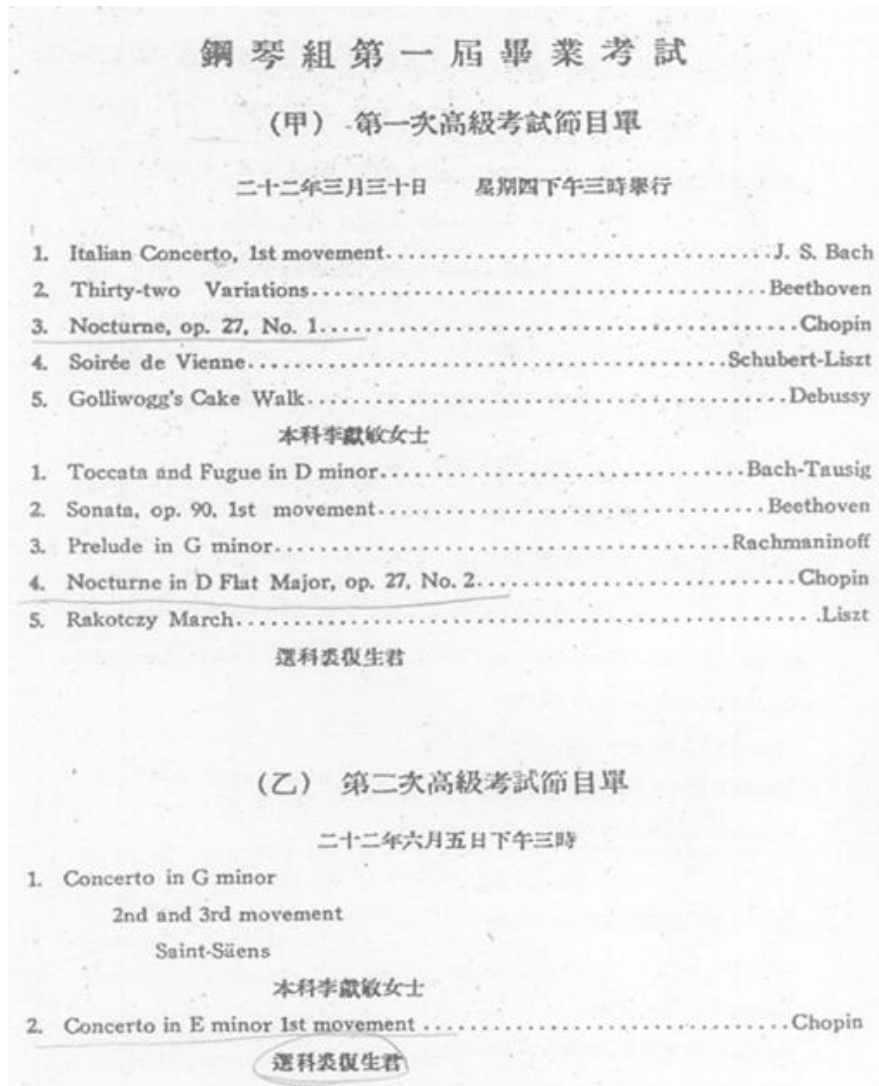 鋼琴組第一屆畢業考試
(甲) 第一次高級考試節目單
二十二年三月三十日 星期四下午三時舉行
1. Italian Concerto, 1st movement........................................J. S. Bach
2. Thirty-two Variations........................................Beethoven
3. Nocturne, op. 27, No. 1........................................Chopin
4. Soirée de Vienne........................................Schubert-Liszt
5. Golliwogg's Cake Walk........................................Debussy
本科李獻敏女士
1. Toccata and Fugue in D minor........................................Bach-Tausig
2. Sonata, op. 90, 1st movement........................................Beethoven
3. Prelude in G minor........................................Rachmaninoff
4. Nocturne in D Flat Major, op. 27, No. 2........................................Chopin
5. Rakotczy March........................................Liszt
選科裘復生君
(乙) 第二次高級考試節目單
二十二年六月五日下午三時
1. Concerto in G minor
2nd and 3rd movement
Saint-Säens
本科李獻敏女士
2. Concerto in E minor 1st movement........................................Chopin
選科裘復生君